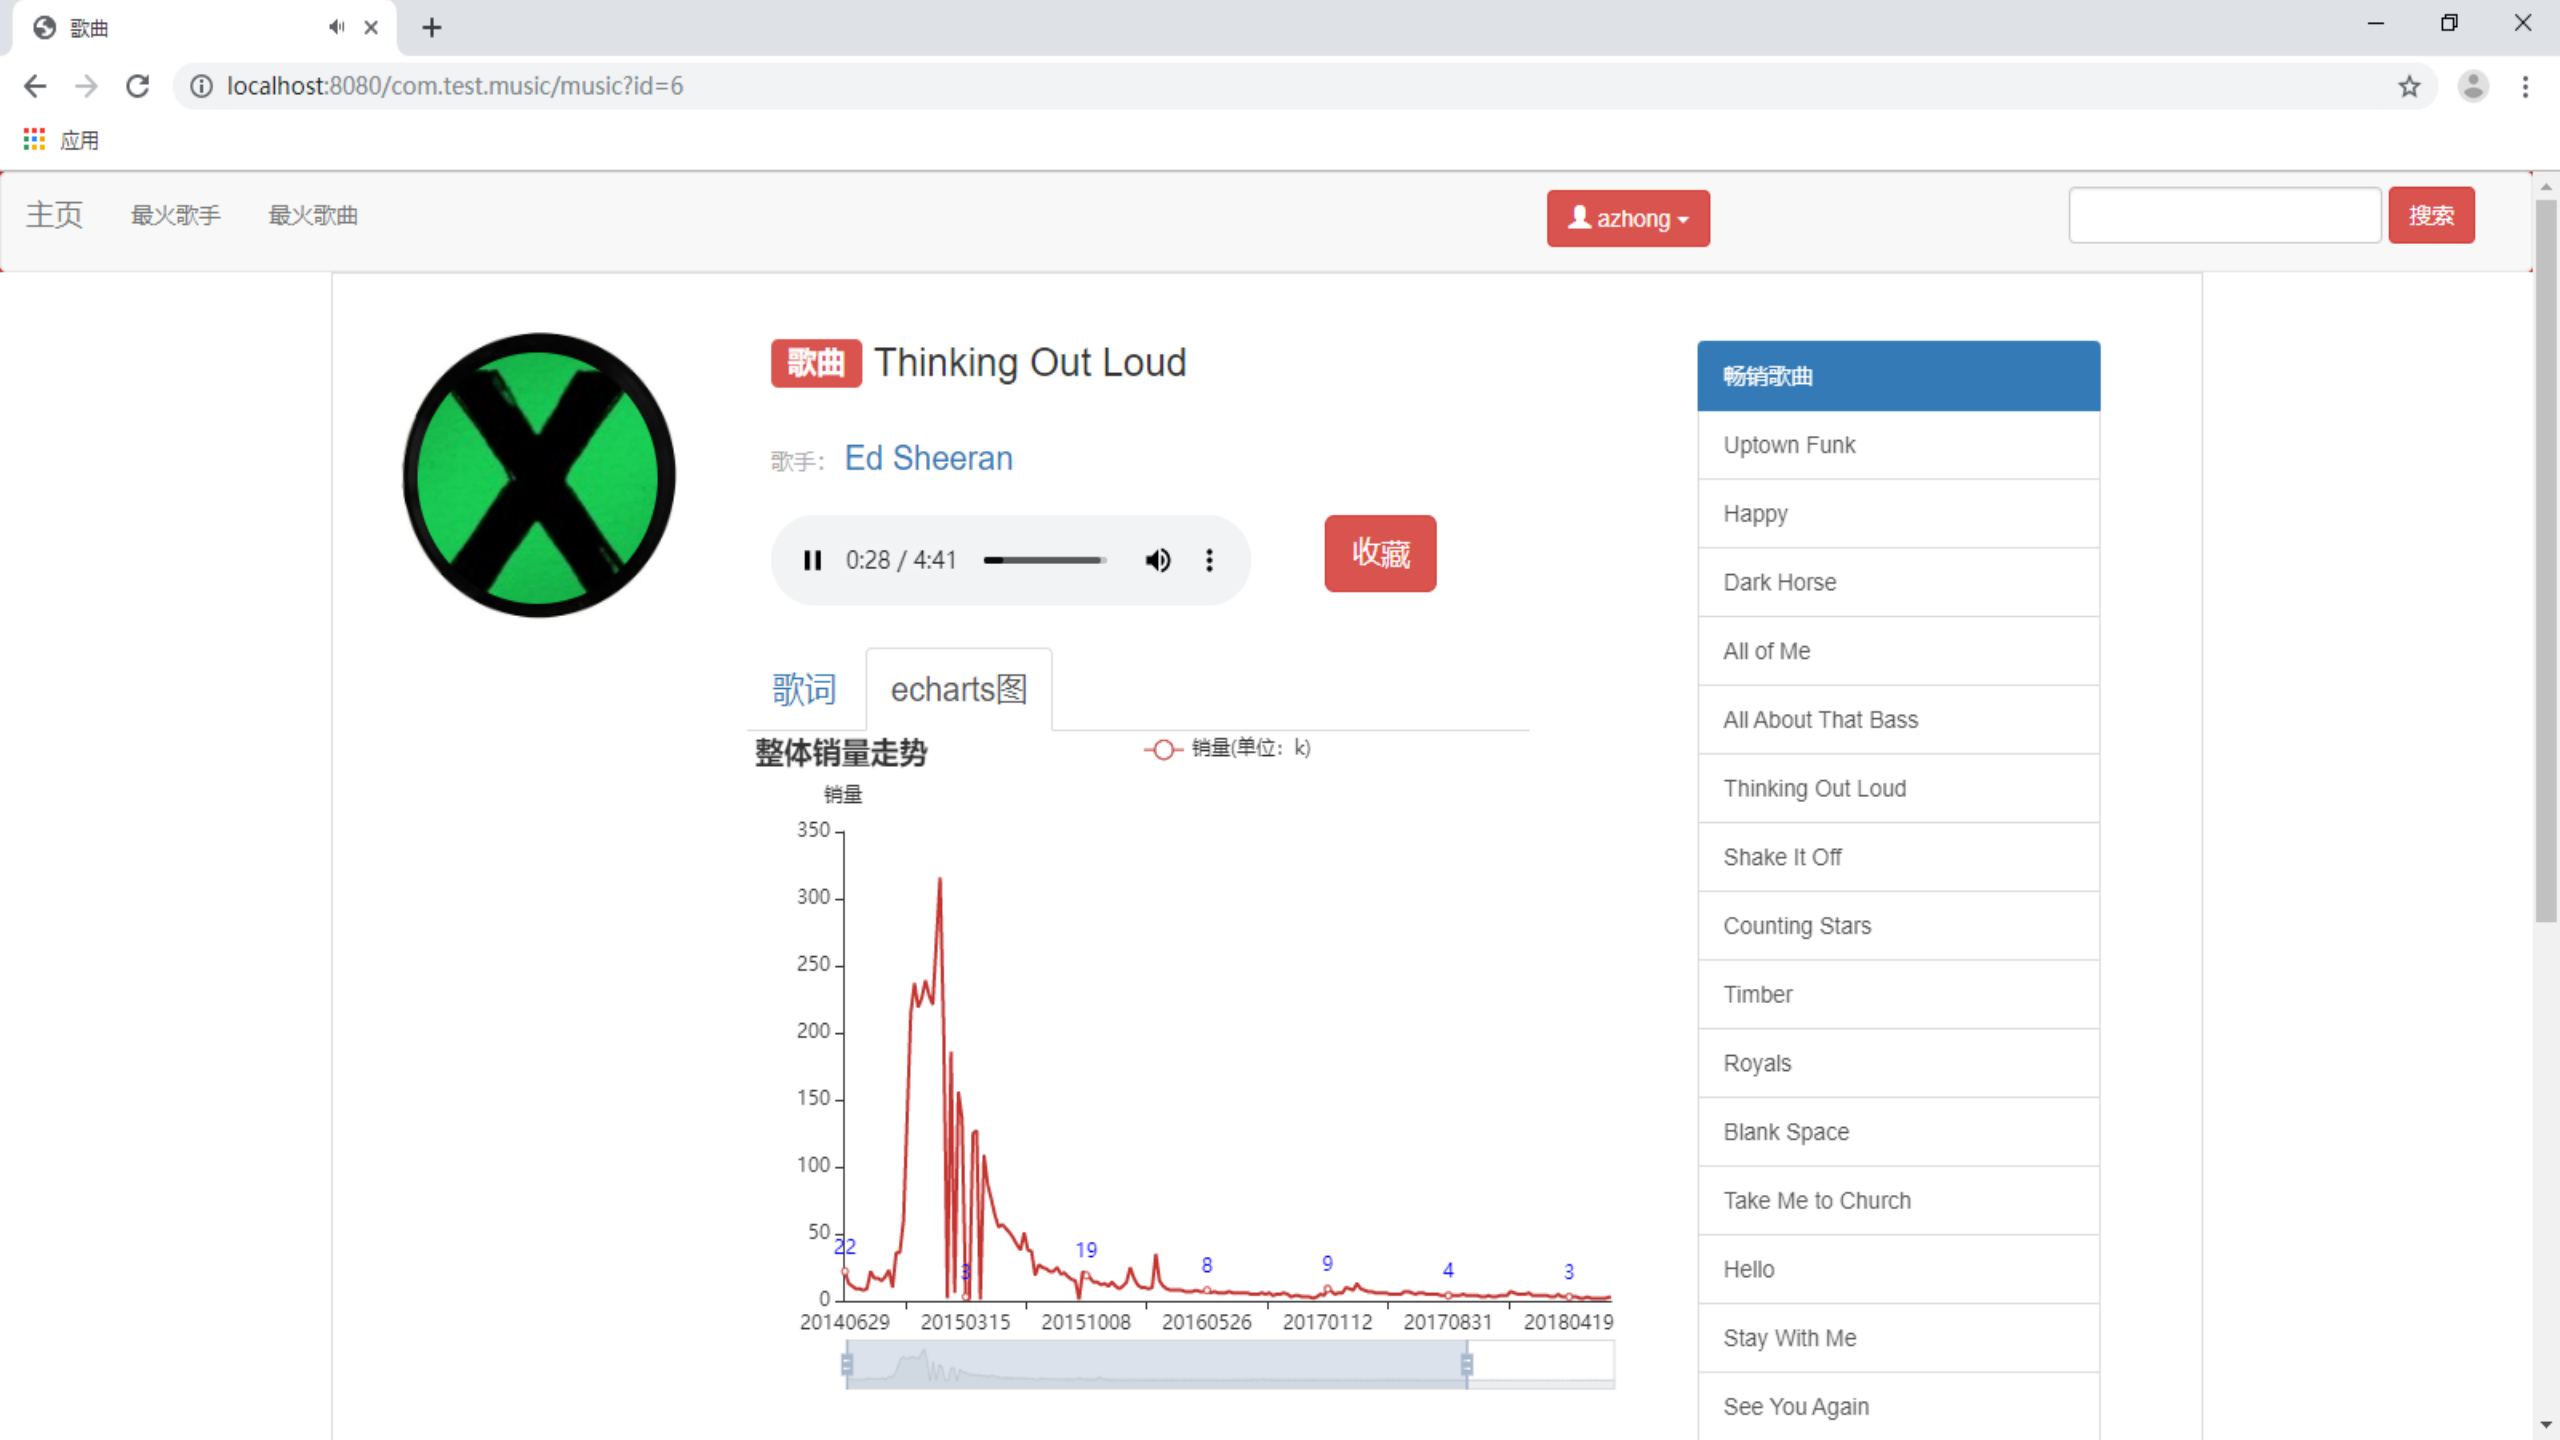 歌曲
localhost:8080/com.test.music/music?id=6
应用
主页 最火歌手 最火歌曲 azhong 搜索
歌曲 Thinking Out Loud
歌手： Ed Sheeran
0:28 / 4:41 收藏
歌词 echarts图
整体销量走势 销量(单位：k)
销量
350
300
250
200
150
100
50
0
22 3 19 8 9 4 3
20140629 20150315 20151008 20160526 20170112 20170831 20180419
畅销歌曲
Uptown Funk
Happy
Dark Horse
All of Me
All About That Bass
Thinking Out Loud
Shake It Off
Counting Stars
Timber
Royals
Blank Space
Take Me to Church
Hello
Stay With Me
See You Again